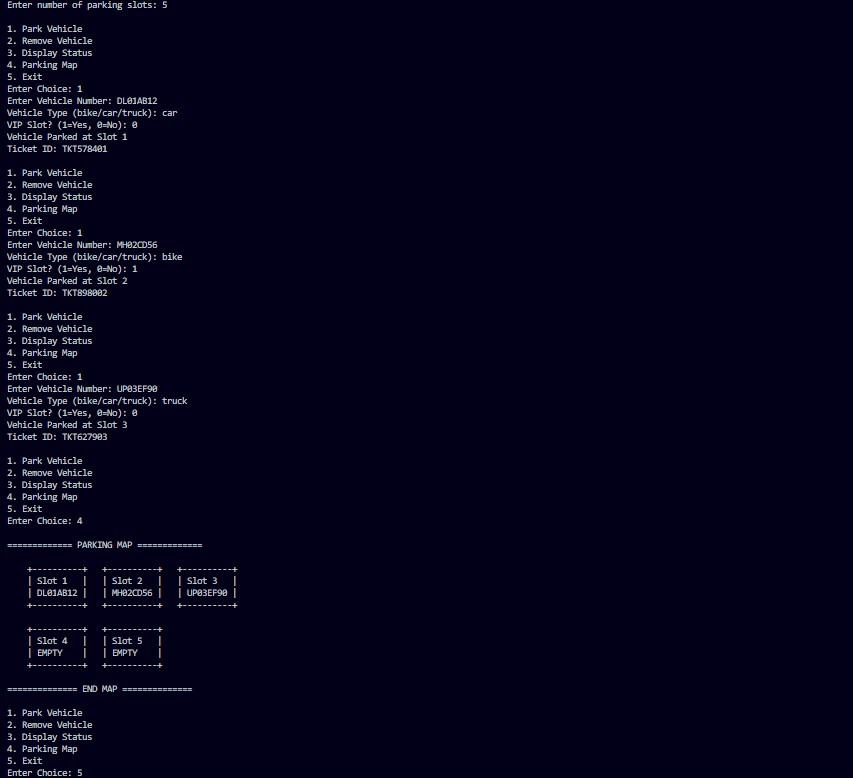 Enter number of parking slots: 5
1. Park Vehicle
2. Remove Vehicle
3. Display Status
4. Parking Map
5. Exit
Enter Choice: 1
Enter Vehicle Number: DL01AB12
Vehicle Type (bike/car/truck): car
VIP Slot? (1=Yes, 0=No): 0
Vehicle Parked at Slot 1
Ticket ID: TKT578401
1. Park Vehicle
2. Remove Vehicle
3. Display Status
4. Parking Map
5. Exit
Enter Choice: 1
Enter Vehicle Number: MH02CD56
Vehicle Type (bike/car/truck): bike
VIP Slot? (1=Yes, 0=No): 1
Vehicle Parked at Slot 2
Ticket ID: TKT898002
1. Park Vehicle
2. Remove Vehicle
3. Display Status
4. Parking Map
5. Exit
Enter Choice: 1
Enter Vehicle Number: UP03EF90
Vehicle Type (bike/car/truck): truck
VIP Slot? (1=Yes, 0=No): 0
Vehicle Parked at Slot 3
Ticket ID: TKT627903
1. Park Vehicle
2. Remove Vehicle
3. Display Status
4. Parking Map
5. Exit
Enter Choice: 4
============= PARKING MAP =============
+----------+   +----------+   +----------+
| Slot 1   |   | Slot 2   |   | Slot 3   |
| DL01AB12 |   | MH02CD56 |   | UP03EF90 |
+----------+   +----------+   +----------+
+----------+   +----------+
| Slot 4   |   | Slot 5   |
| EMPTY    |   | EMPTY    |
+----------+   +----------+
============== END MAP ==============
1. Park Vehicle
2. Remove Vehicle
3. Display Status
4. Parking Map
5. Exit
Enter Choice: 5